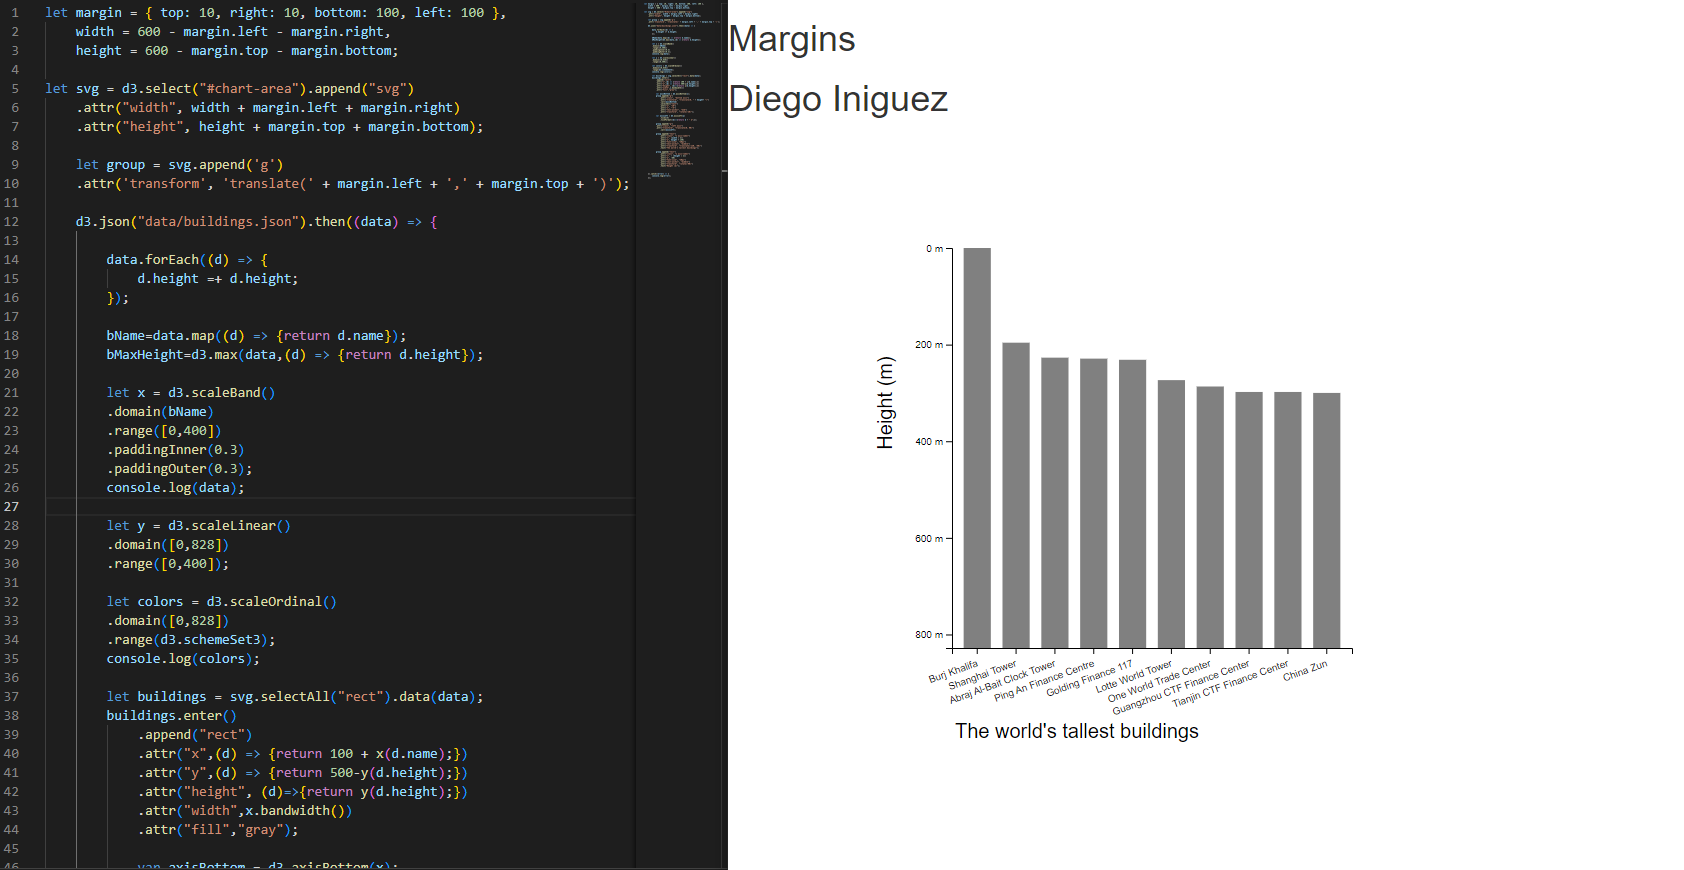 1 let margin = { top: 10, right: 10, bottom: 100, left: 100 },
2 width = 600 - margin.left - margin.right,
3 height = 600 - margin.top - margin.bottom;
4
5 let svg = d3.select("#chart-area").append("svg")
6 .attr("width", width + margin.left + margin.right)
7 .attr("height", height + margin.top + margin.bottom);
8
9 let group = svg.append('g')
10 .attr('transform', 'translate(' + margin.left + ',' + margin.top + ')');
11
12 d3.json("data/buildings.json").then((data) => {
13
14 data.forEach((d) => {
15 d.height =+ d.height;
16 });
17
18 bName=data.map((d) => {return d.name});
19 bMaxHeight=d3.max(data,(d) => {return d.height});
20
21 let x = d3.scaleBand()
22 .domain(bName)
23 .range([0,400])
24 .paddingInner(0.3)
25 .paddingOuter(0.3);
26 console.log(data);
27
28 let y = d3.scaleLinear()
29 .domain([0,828])
30 .range([0,400]);
31
32 let colors = d3.scaleOrdinal()
33 .domain([0,828])
34 .range(d3.schemeSet3);
35 console.log(colors);
36
37 let buildings = svg.selectAll("rect").data(data);
38 buildings.enter()
39 .append("rect")
40 .attr("x",(d) => {return 100 + x(d.name);})
41 .attr("y",(d) => {return 500-y(d.height);})
42 .attr("height", (d)=>{return y(d.height);})
43 .attr("width",x.bandwidth())
44 .attr("fill","gray");
45
46 var axisBottom = d3.axisBottom(x);
Margins
Diego Iniguez
Height (m)
0 m
200 m
400 m
600 m
800 m
Burj Khalifa
Shanghai Tower
Abraj Al-Bait Clock Tower
Ping An Finance Centre
Golding Finance 117
Lotte World Tower
One World Trade Center
Guangzhou CTF Finance Center
Tianjin CTF Finance Center
China Zun
The world's tallest buildings